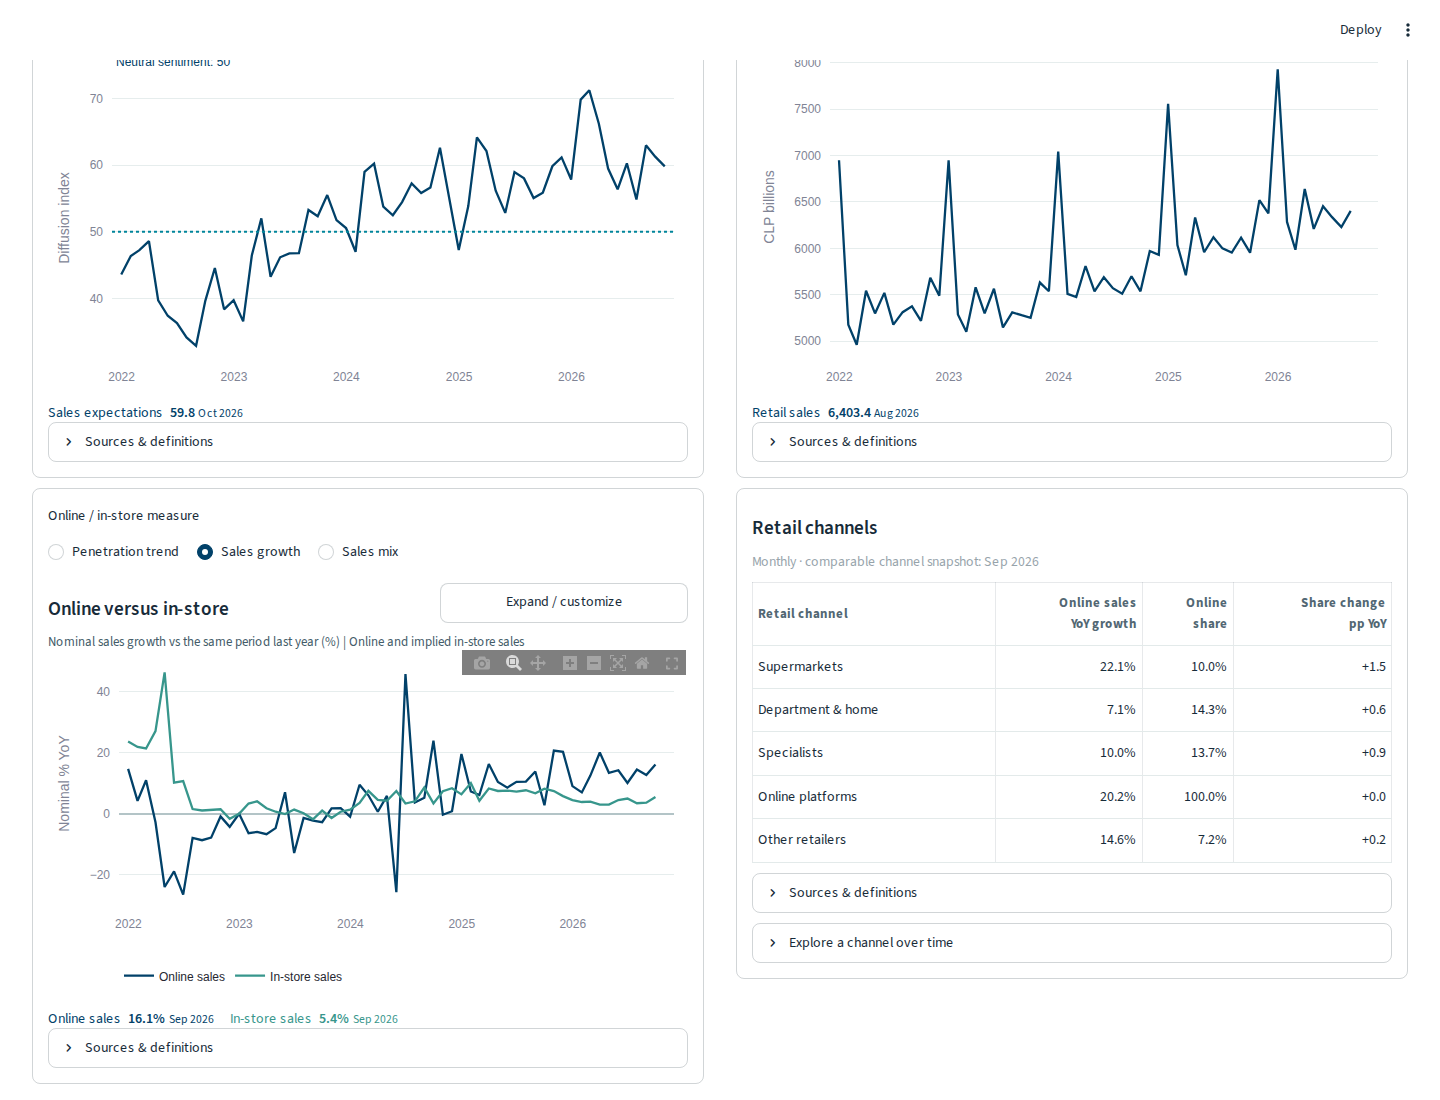 Deploy
Neutral sentiment: 50
70
60
50
40
Diffusion index
2022 2023 2024 2025 2026
Sales expectations 59.8 Oct 2026
Sources & definitions
8000
7500
7000
6500
6000
5500
5000
CLP billions
2022 2023 2024 2025 2026
Retail sales 6,403.4 Aug 2026
Sources & definitions
Online / in-store measure
Penetration trend Sales growth Sales mix
Online versus in-store
Expand / customize
Nominal sales growth vs the same period last year (%) | Online and implied in-store sales
40
20
0
−20
Nominal % YoY
2022 2023 2024 2025 2026
Online sales In-store sales
Online sales 16.1% Sep 2026 In-store sales 5.4% Sep 2026
Sources & definitions
Retail channels
Monthly · comparable channel snapshot: Sep 2026
Retail channel Online sales YoY growth Online share Share change pp YoY
Supermarkets 22.1% 10.0% +1.5
Department & home 7.1% 14.3% +0.6
Specialists 10.0% 13.7% +0.9
Online platforms 20.2% 100.0% +0.0
Other retailers 14.6% 7.2% +0.2
Sources & definitions
Explore a channel over time